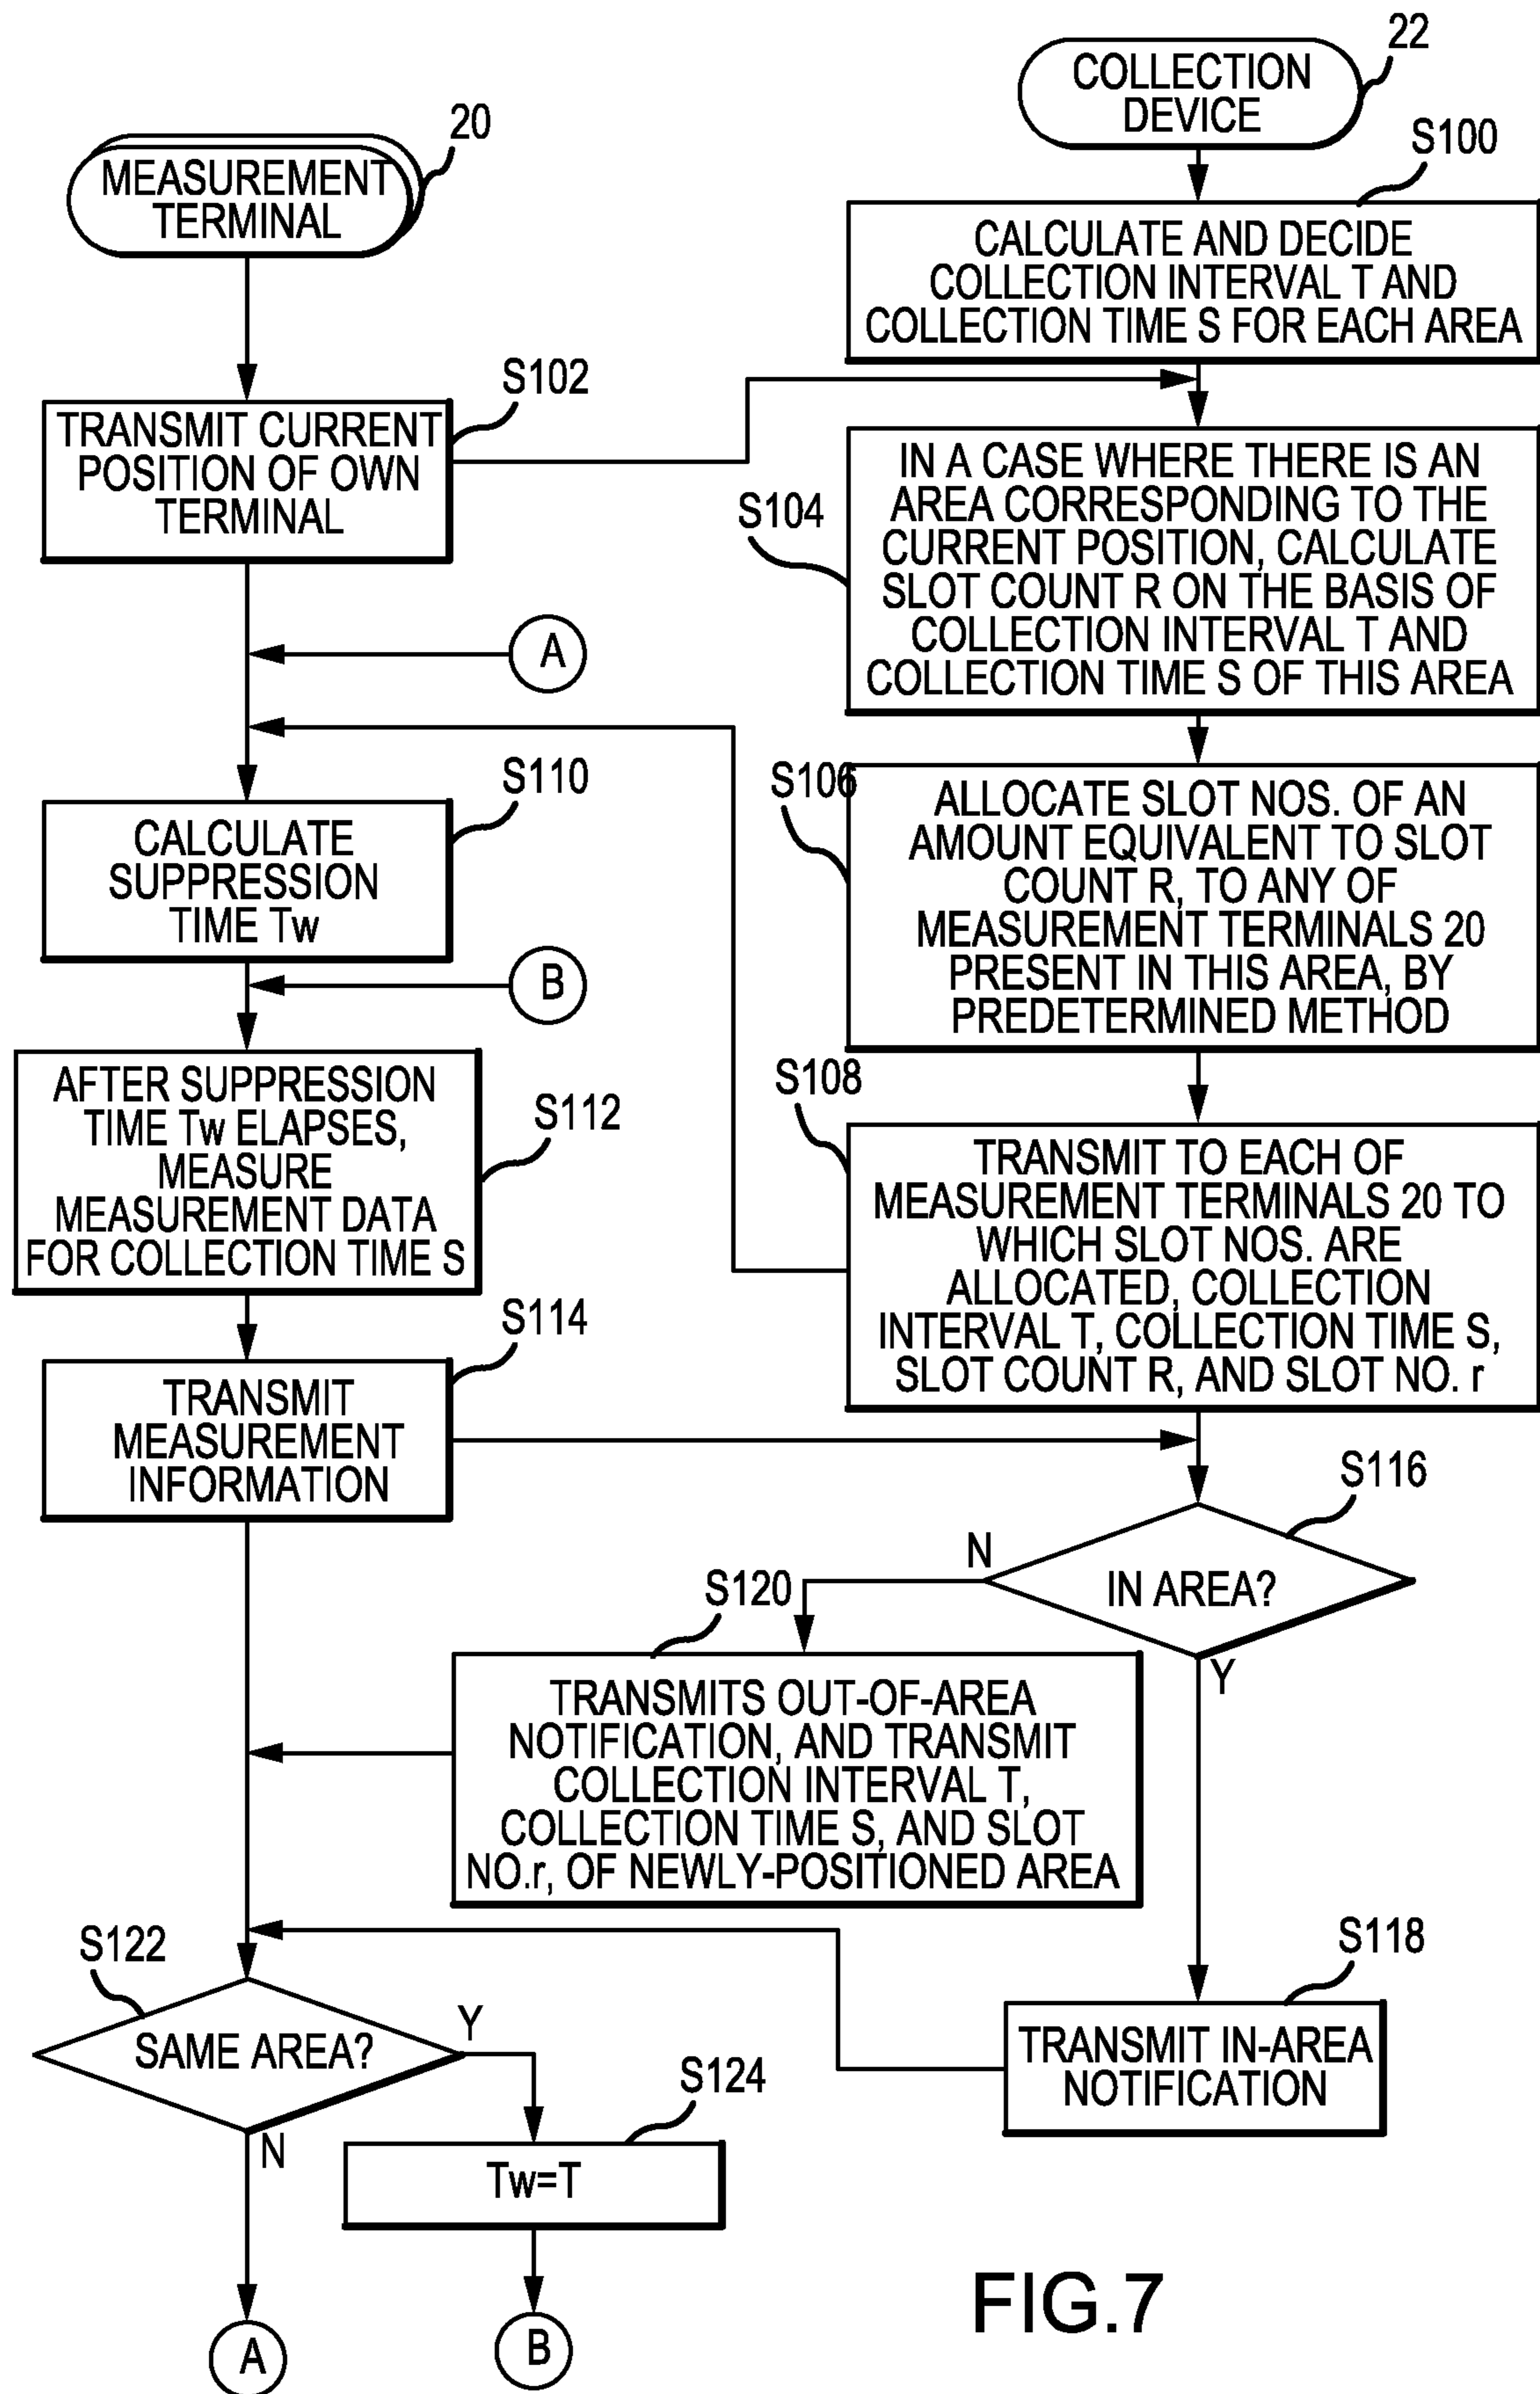 22
COLLECTION
DEVICE
20
MEASUREMENT
TERMINAL
S100
CALCULATE AND DECIDE
COLLECTION INTERVAL T AND
COLLECTION TIME S FOR EACH AREA
S102
TRANSMIT CURRENT
POSITION OF OWN
TERMINAL
S104
IN A CASE WHERE THERE IS AN
AREA CORRESPONDING TO THE
CURRENT POSITION, CALCULATE
SLOT COUNT R ON THE BASIS OF
COLLECTION INTERVAL T AND
COLLECTION TIME S OF THIS AREA
A
S106
ALLOCATE SLOT NOS. OF AN
AMOUNT EQUIVALENT TO SLOT
COUNT R, TO ANY OF
MEASUREMENT TERMINALS 20
PRESENT IN THIS AREA, BY
PREDETERMINED METHOD
S110
CALCULATE
SUPPRESSION
TIME Tw
B
S108
TRANSMIT TO EACH OF
MEASUREMENT TERMINALS 20 TO
WHICH SLOT NOS. ARE
ALLOCATED, COLLECTION
INTERVAL T, COLLECTION TIME S,
SLOT COUNT R, AND SLOT NO. r
S112
AFTER SUPPRESSION
TIME Tw ELAPSES,
MEASURE
MEASUREMENT DATA
FOR COLLECTION TIME S
S114
TRANSMIT
MEASUREMENT
INFORMATION
S116
IN AREA?
N
Y
S120
TRANSMITS OUT-OF-AREA
NOTIFICATION, AND TRANSMIT
COLLECTION INTERVAL T,
COLLECTION TIME S, AND SLOT
NO.r, OF NEWLY-POSITIONED AREA
S118
TRANSMIT IN-AREA
NOTIFICATION
S122
SAME AREA?
Y
N
S124
Tw=T
A
B
FIG.7